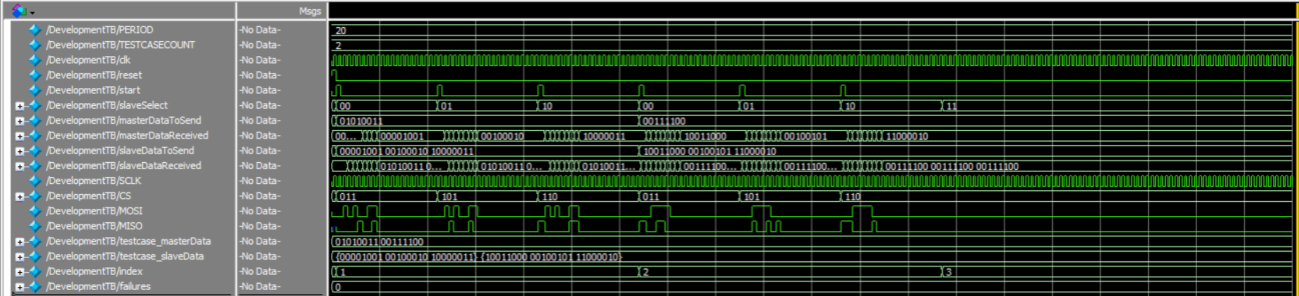 Msgs
/DevelopmentTB/PERIOD -No Data- 20
/DevelopmentTB/TESTCASECOUNT -No Data- 2
/DevelopmentTB/clk -No Data-
/DevelopmentTB/reset -No Data-
/DevelopmentTB/start -No Data-
/DevelopmentTB/slaveSelect -No Data- 00 01 10 00 01 10 11
/DevelopmentTB/masterDataToSend -No Data- 01010011 00111100
/DevelopmentTB/masterDataReceived -No Data- 00... 00001001 00100010 10000011 10011000 00100101 11000010
/DevelopmentTB/slaveDataToSend -No Data- 00001001 00100010 10000011 10011000 00100101 11000010
/DevelopmentTB/slaveDataReceived -No Data- 01010011 0... 01010011 0... 01010011... 00111100... 00111100... 00111100 00111100 00111100
/DevelopmentTB/SCLK -No Data-
/DevelopmentTB/CS -No Data- 011 101 110 011 101 110
/DevelopmentTB/MOSI -No Data-
/DevelopmentTB/MISO -No Data-
/DevelopmentTB/testcase_masterData -No Data- 01010011 00111100
/DevelopmentTB/testcase_slaveData -No Data- {00001001 00100010 10000011} {10011000 00100101 11000010}
/DevelopmentTB/index -No Data- 1 2 3
/DevelopmentTB/failures -No Data- 0